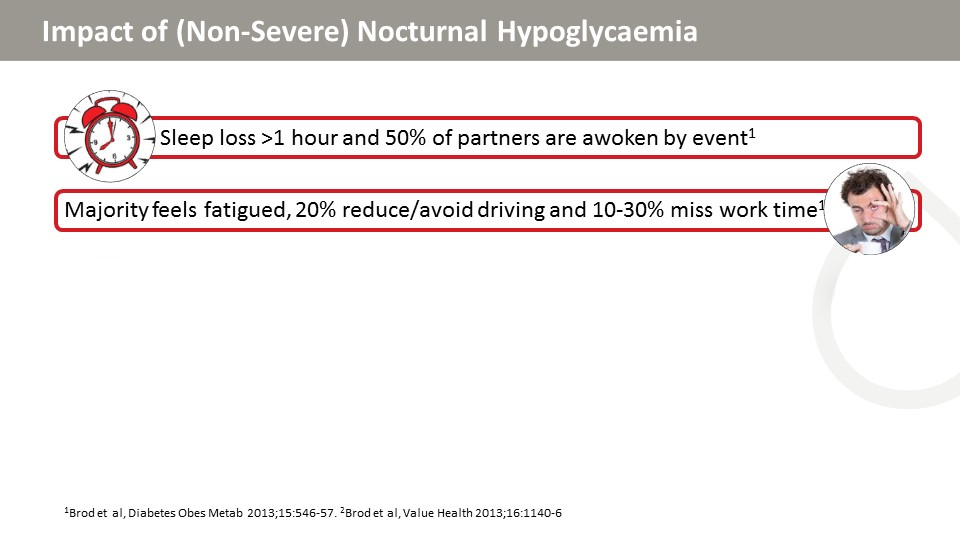 Impact of (Non-Severe) Nocturnal Hypoglycaemia
Sleep loss >1 hour and 50% of partners are awoken by event¹
Majority feels fatigued, 20% reduce/avoid driving and 10-30% miss work time¹
¹Brod et al, Diabetes Obes Metab 2013;15:546-57. ²Brod et al, Value Health 2013;16:1140-6